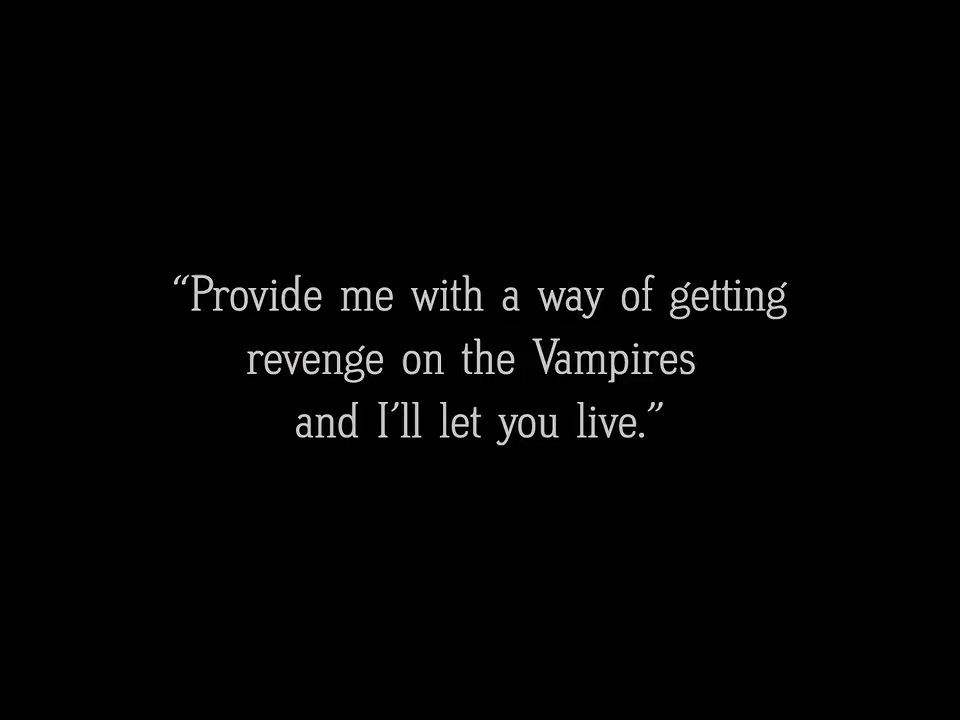 “Provide me with a way of getting
revenge on the Vampires
and I’ll let you live.”